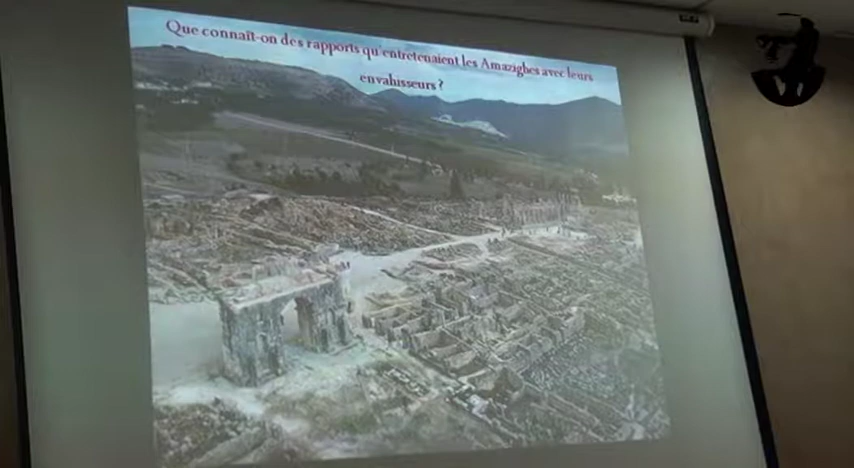 Que connaît-on des rapports qu'entretenaient les Amazighes avec leurs
envahisseurs ?